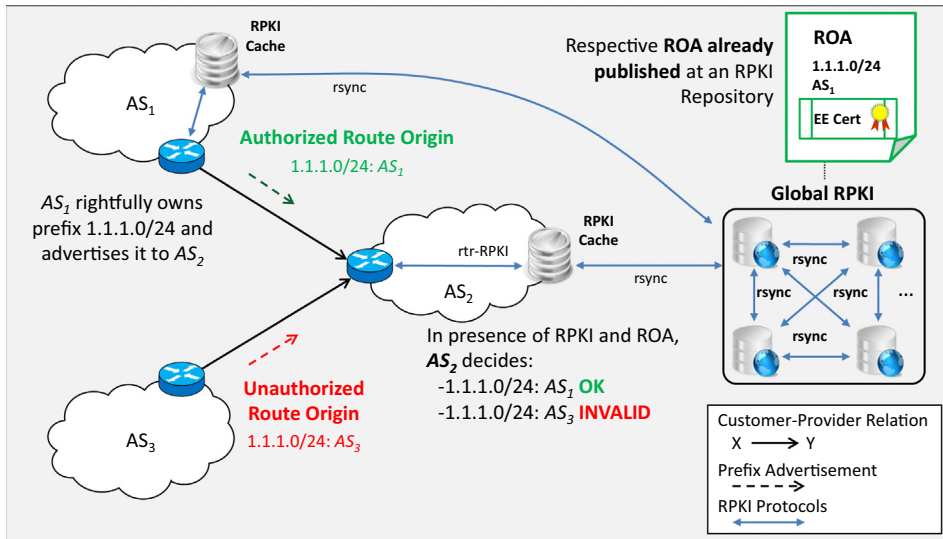 RPKI
Cache
AS1
rsync
Respective ROA already
published at an RPKI
Repository
ROA
1.1.1.0/24
AS1
EE Cert
Authorized Route Origin
1.1.1.0/24: AS1
AS1 rightfully owns
prefix 1.1.1.0/24 and
advertises it to AS2
RPKI
Cache
rtr-RPKI
AS2
rsync
Global RPKI
rsync
rsync
rsync
...
rsync
In presence of RPKI and ROA,
AS2 decides:
-1.1.1.0/24: AS1 OK
-1.1.1.0/24: AS3 INVALID
Unauthorized
Route Origin
1.1.1.0/24: AS3
AS3
Customer-Provider Relation
X Y
Prefix Advertisement
RPKI Protocols